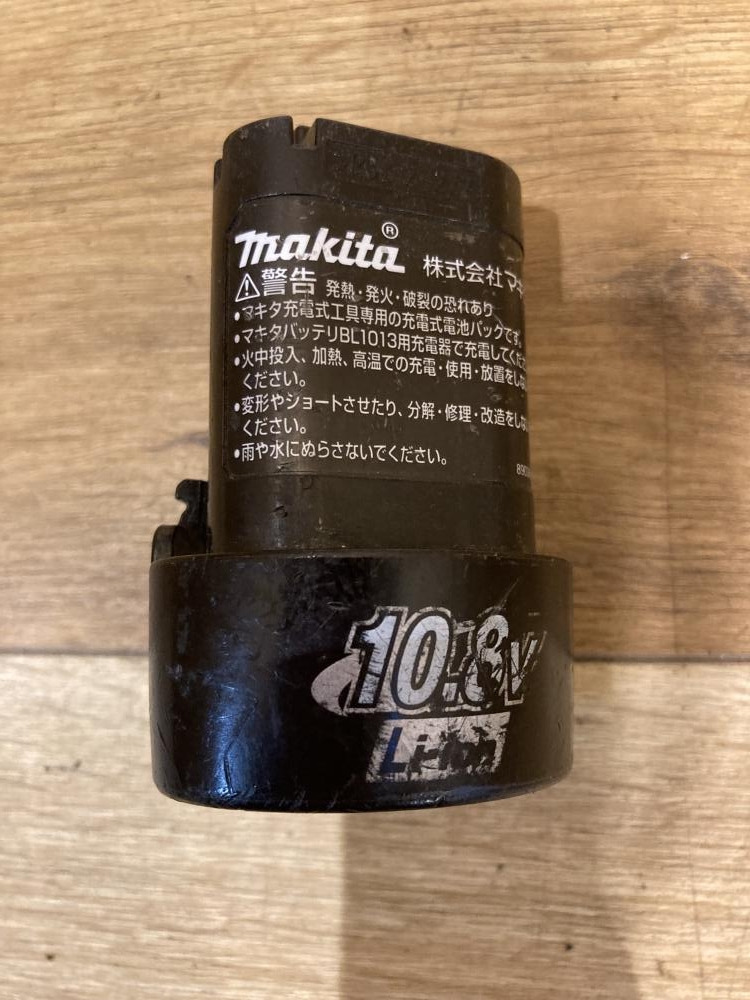 makita® 株式会社マキ
⚠警告 発熱・発火・破裂の恐れあり
•マキタ充電式工具専用の充電式電池パックです。
•マキタバッテリBL1013用充電器で充電してくだ
•火中投入、加熱、高温での充電・使用・放置をしな
ください。
•変形やショートさせたり、分解・修理・改造をしな
ください。
•雨や水にぬらさないでください。
10.8V
Li-Ion